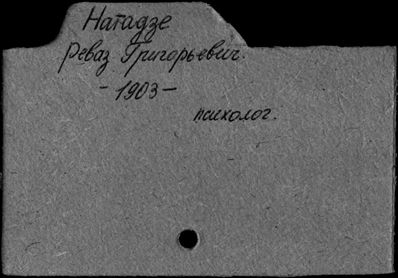 Натадзе
Реваз Григорьевич.
- 1903 -
психолог.